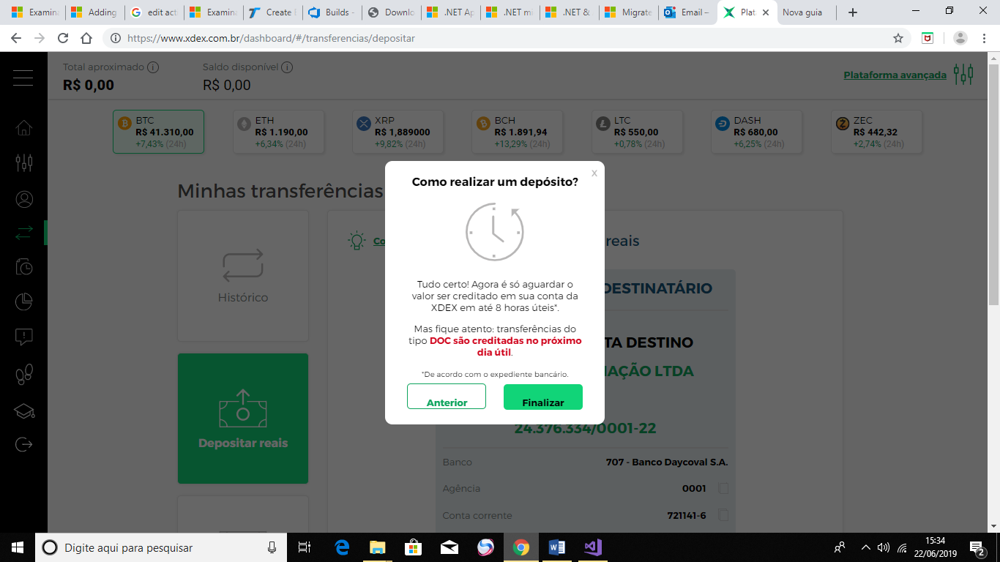 Examina
Adding
edit act
Examina
Create
Builds -
Downlo
.NET Ap
.NET mi
.NET &
Migrate
Email –
Plat
Nova guia
https://www.xdex.com.br/dashboard/#/transferencias/depositar
Total aproximado
Saldo disponível
R$ 0,00
R$ 0,00
Plataforma avançada
BTC
R$ 41.310,00
+7,43% (24h)
ETH
R$ 1.190,00
+6,34% (24h)
XRP
R$ 1,889000
+9,82% (24h)
BCH
R$ 1.891,94
+13,29% (24h)
LTC
R$ 550,00
+0,78% (24h)
DASH
R$ 680,00
+6,25% (24h)
ZEC
R$ 442,32
+2,74% (24h)
Minhas transferências
Histórico
Depositar reais
Co
reais
DESTINATÁRIO
TA DESTINO
IAÇÃO LTDA
24.376.334/0001-22
Banco 707 - Banco Daycoval S.A.
Agência 0001
Conta corrente 721141-6
X
Como realizar um depósito?
Tudo certo! Agora é só aguardar o
valor ser creditado em sua conta da
XDEX em até 8 horas úteis*.
Mas fique atento: transferências do
tipo DOC são creditadas no próximo
dia útil.
*De acordo com o expediente bancário.
Anterior
Finalizar
Digite aqui para pesquisar
15:34
22/06/2019
2